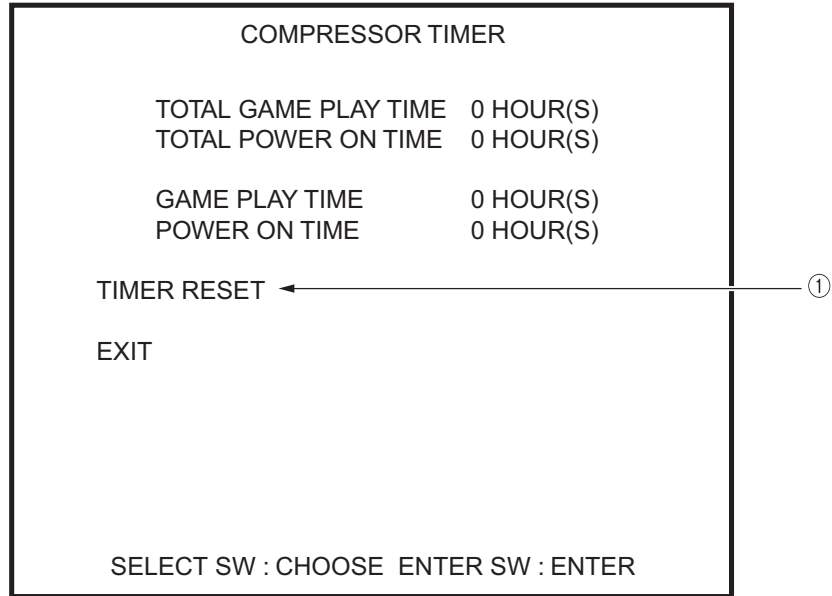 COMPRESSOR TIMER
TOTAL GAME PLAY TIME 0 HOUR(S)
TOTAL POWER ON TIME 0 HOUR(S)
GAME PLAY TIME 0 HOUR(S)
POWER ON TIME 0 HOUR(S)
TIMER RESET ①
EXIT
SELECT SW : CHOOSE ENTER SW : ENTER